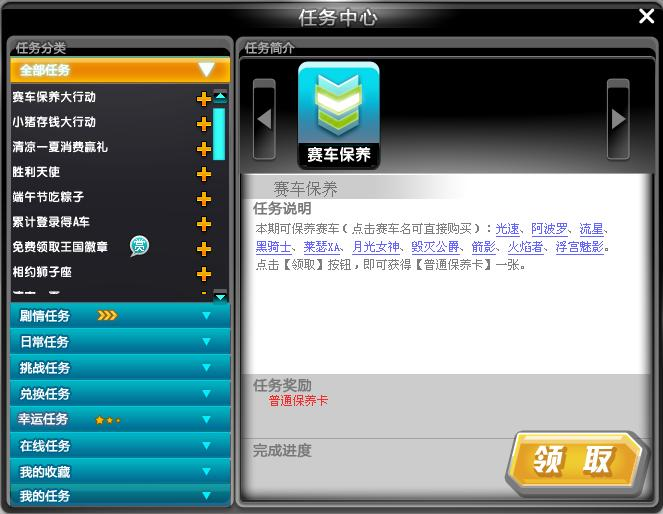 任务中心
任务分类
全部任务
赛车保养大行动
小猪存钱大行动
清凉一夏消费赢礼
胜利天使
端午节吃粽子
累计登录得A车
免费领取王国徽章
赏
相约狮子座
剧情任务
日常任务
挑战任务
兑换任务
幸运任务
在线任务
我的收藏
我的任务
任务简介
赛车保养
赛车保养
任务说明
本期可保养赛车（点击赛车名可直接购买）：光速、阿波罗、流星、
黑骑士、莱瑟XA、月光女神、毁灭公爵、箭影、火焰者、浮宫魅影。
点击【领取】按钮，即可获得【普通保养卡】一张。
任务奖励
普通保养卡
完成进度
领取